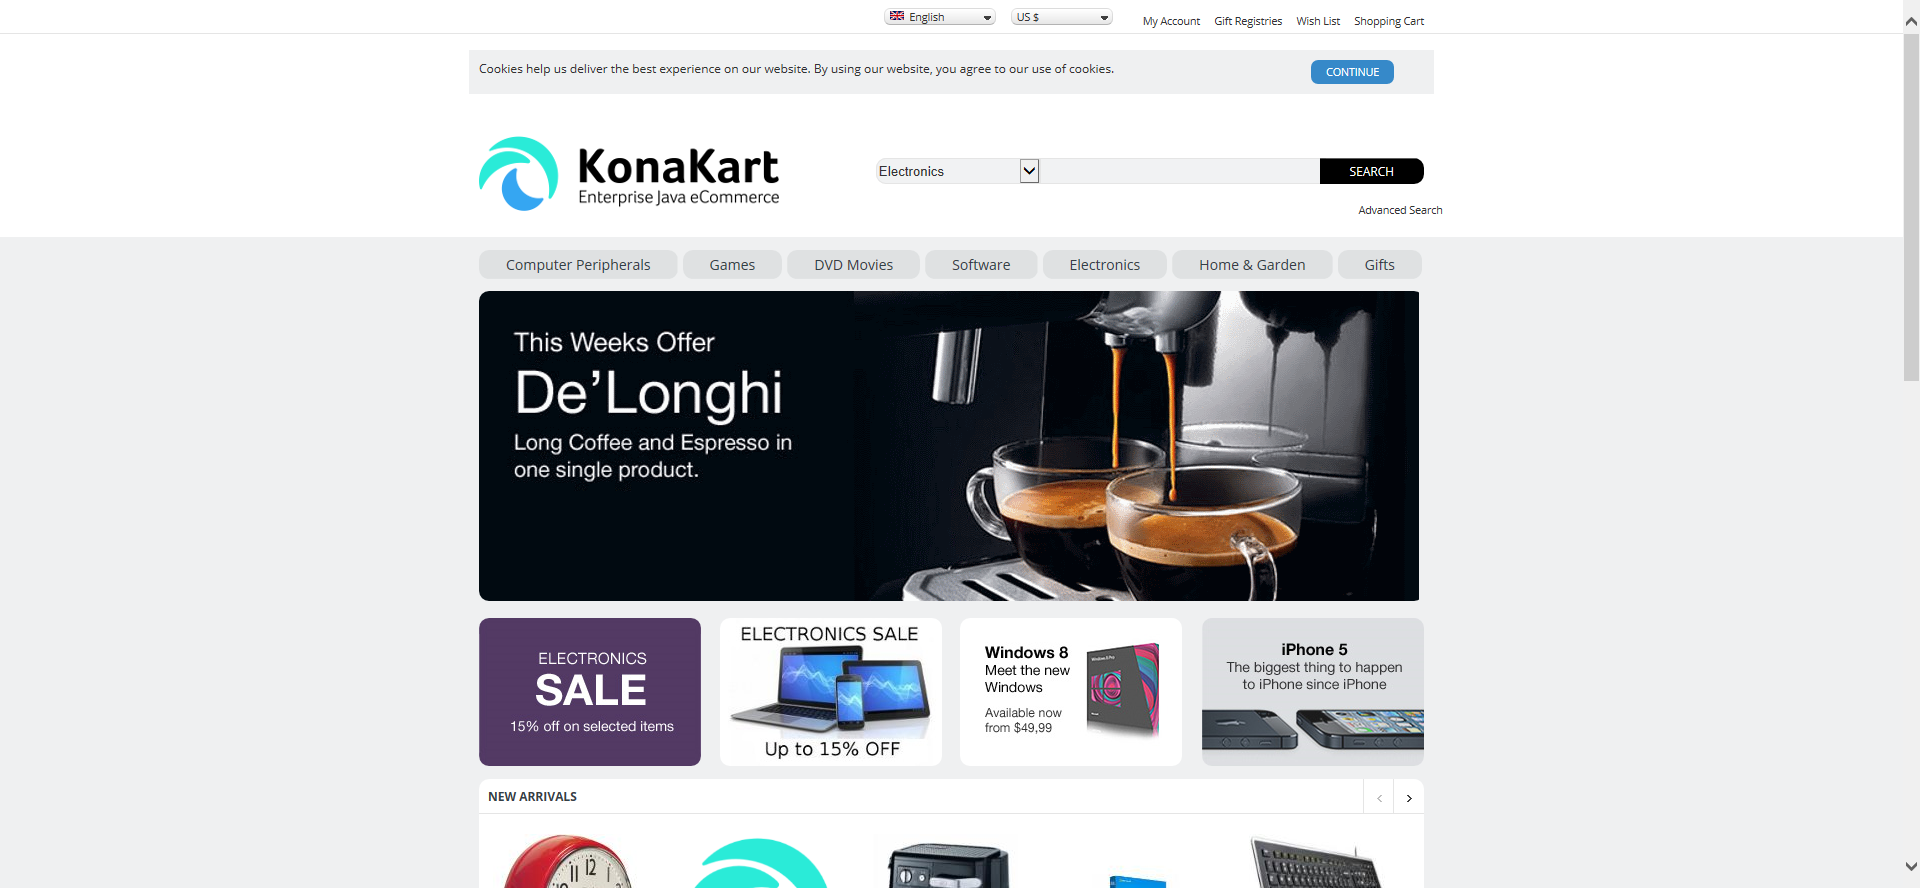 English
US $
My Account
Gift Registries
Wish List
Shopping Cart
Cookies help us deliver the best experience on our website. By using our website, you agree to our use of cookies.
CONTINUE
KonaKart
Enterprise Java eCommerce
Electronics
SEARCH
Advanced Search
Computer Peripherals
Games
DVD Movies
Software
Electronics
Home & Garden
Gifts
This Weeks Offer
De'Longhi
Long Coffee and Espresso in
one single product.
ELECTRONICS
SALE
15% off on selected items
ELECTRONICS SALE
Up to 15% OFF
Windows 8
Meet the new
Windows
Available now
from $49,99
iPhone 5
The biggest thing to happen
to iPhone since iPhone
NEW ARRIVALS
11 12 1
10